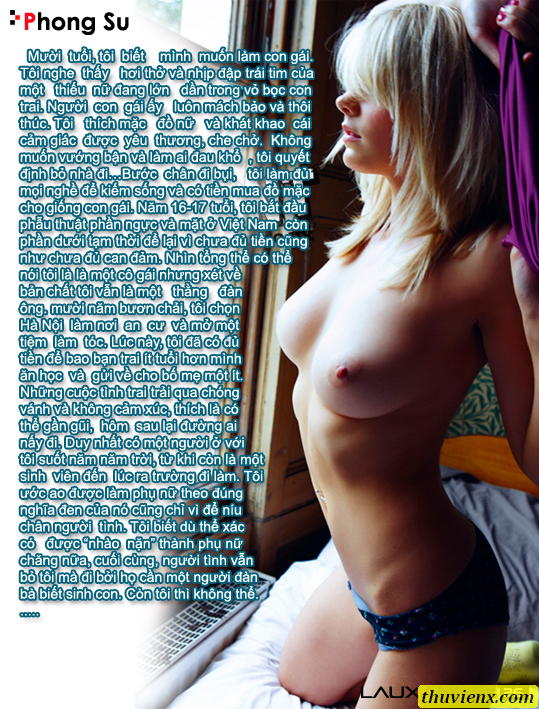 Phong Su
Mười tuổi, tôi biết mình muốn làm con gái.
Tôi nghe thấy hơi thở và nhịp đập trái tim của
một thiếu nữ đang lớn dần trong vỏ bọc con
trai. Người con gái ấy luôn mách bảo và thôi
thúc. Tôi thích mặc đồ nữ và khát khao cái
cảm giác được yêu thương, che chở. Không
muốn vướng bận và làm ai đau khổ , tôi quyết
định bỏ nhà đi...Bước chân đi bụi, tôi làm đủ
mọi nghề để kiếm sống và có tiền mua đồ mặc
cho giống con gái. Năm 16-17 tuổi, tôi bắt đầu
phẫu thuật phần ngực và mặt ở Việt Nam còn
phần dưới tạm thời để lại vì chưa đủ tiền cũng
như chưa đủ can đảm. Nhìn tổng thể có thể
nói tôi là là một cô gái nhưng xét về
bản chất tôi vẫn là một thằng đàn
ông. mười năm bươn chải, tôi chọn
Hà Nội làm nơi an cư và mở một
tiệm làm tóc. Lúc này, tôi đã có đủ
tiền để bao bạn trai ít tuổi hơn mình
ăn học và gửi về cho bố mẹ một ít.
Những cuộc tình trai trải qua chóng
vánh và không cảm xúc, thích là có
thể gần gũi, hôm sau lại đường ai
nấy đi. Duy nhất có một người ở với
tôi suốt năm năm trời, từ khi còn là một
sinh viên đến lúc ra trường đi làm. Tôi
ước ao được làm phụ nữ theo đúng
nghĩa đen của nó cũng chỉ vì để níu
chân người tình. Tôi biết dù thể xác
có được “nhào nặn” thành phụ nữ
chăng nữa, cuối cùng, người tình vẫn
bỏ tôi mà đi bởi họ cần một người đàn
bà biết sinh con. Còn tôi thì không thể.
.....
LAUX
thuvienx.com